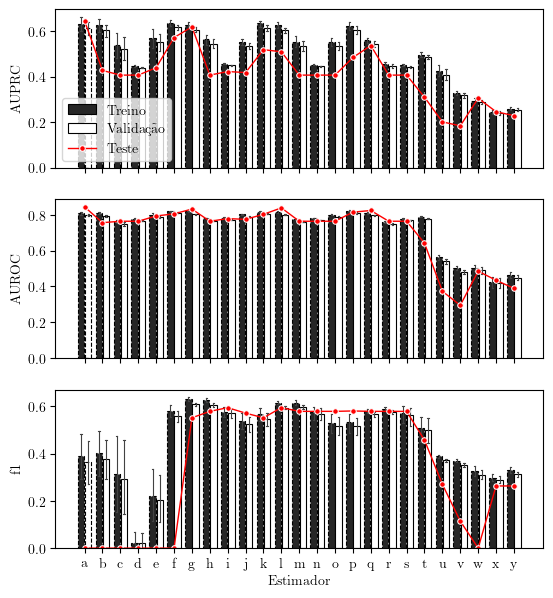 AUPRC
0.6
0.4
0.2
0.0
Treino
Validação
Teste
AUROC
0.8
0.6
0.4
0.2
0.0
f1
0.6
0.4
0.2
0.0
a b c d e f g h i j k l m n o p q r s t u v w x y
Estimador